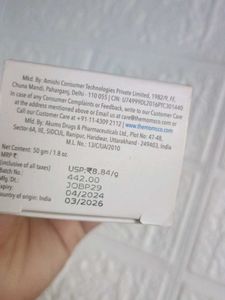 Mkd. By: Amishi Consumer Technologies Private Limited, 1982/9, FF,
Chuna Mandi, Paharganj, Delhi - 110 055 | CIN : U74999DL2016PTC301440
In case of any Consumer Complaints or Feedback, write to our Customer Care
at the address mentioned above or Email us at care@themomsco.com
Customer Care at +91-11-4309 2112 | www.themomsco.com
Mfd. By: Akums Drugs & Pharmaceuticals Ltd., Plot No. 47-48,
Sector 6A, IIE, SIDCUL, Ranipur, Haridwar, Uttarakhand - 249403, India
M.L. No.: 13/C/UA/2010
Net Content: 50 gm / 1.8 oz.
MRP ₹: USP:₹8.84/g
(inclusive of all taxes) 442.00
Batch No.: JOBP29
Mfg. Dt.: 04/2024
03/2026
Country of origin: India